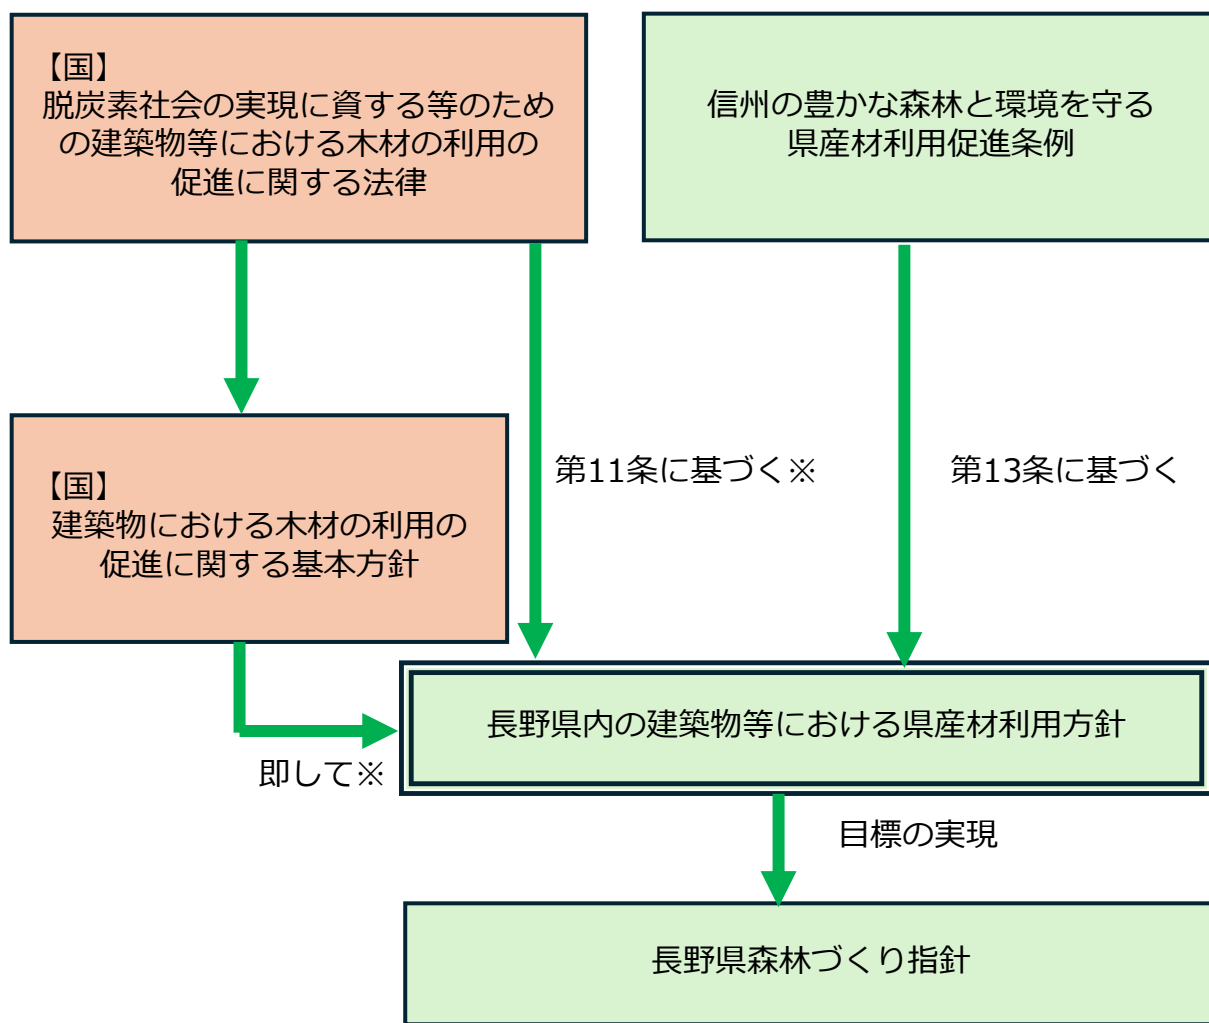 【国】
脱炭素社会の実現に資する等のため
の建築物等における木材の利用の
促進に関する法律
信州の豊かな森林と環境を守る
県産材利用促進条例
第11条に基づく※
第13条に基づく
【国】
建築物における木材の利用の
促進に関する基本方針
長野県内の建築物等における県産材利用方針
即して※
目標の実現
長野県森林づくり指針